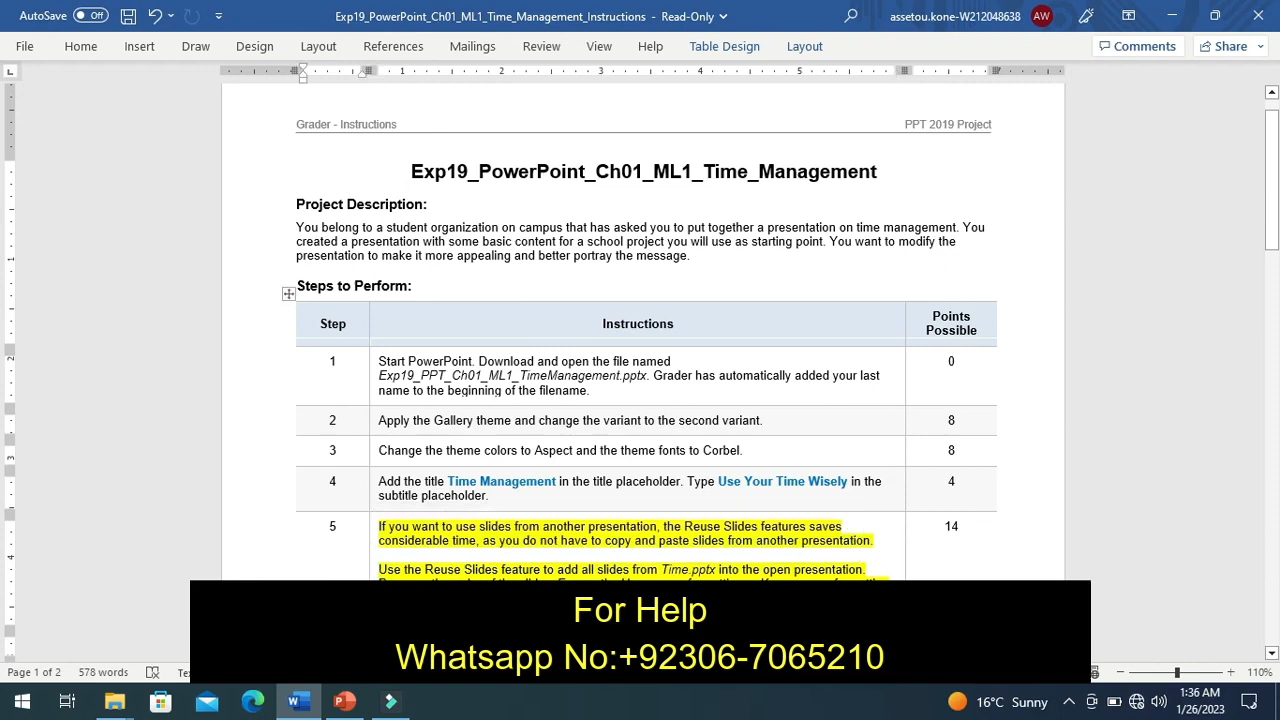 AutoSave Off
Exp19_PowerPoint_Ch01_ML1_Time_Management_Instructions - Read-Only
assetou.kone-W212048638 AW
File Home Insert Draw Design Layout References Mailings Review View Help Table Design Layout Comments Share
1 2 3 4 5
Grader - Instructions PPT 2019 Project
Exp19_PowerPoint_Ch01_ML1_Time_Management
Project Description:
You belong to a student organization on campus that has asked you to put together a presentation on time management. You
created a presentation with some basic content for a school project you will use as starting point. You want to modify the
presentation to make it more appealing and better portray the message.
Steps to Perform:
Step Instructions Points Possible
1 Start PowerPoint. Download and open the file named 0
Exp19_PPT_Ch01_ML1_TimeManagement.pptx. Grader has automatically added your last
name to the beginning of the filename.
2 Apply the Gallery theme and change the variant to the second variant. 8
3 Change the theme colors to Aspect and the theme fonts to Corbel. 8
4 Add the title Time Management in the title placeholder. Type Use Your Time Wisely in the 4
subtitle placeholder.
5 If you want to use slides from another presentation, the Reuse Slides features saves 14
considerable time, as you do not have to copy and paste slides from another presentation.
Use the Reuse Slides feature to add all slides from Time.pptx into the open presentation.
For Help
Whatsapp No:+92306-7065210
Page 1 of 2 578 words 110%
16°C Sunny
1:36 AM
1/26/2023